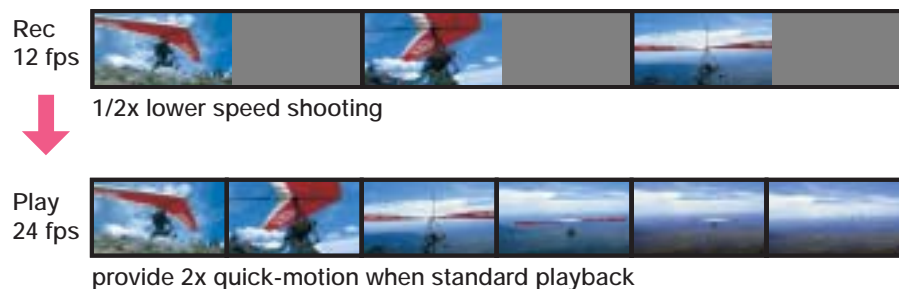 Rec
12 fps
1/2x lower speed shooting
Play
24 fps
provide 2x quick-motion when standard playback